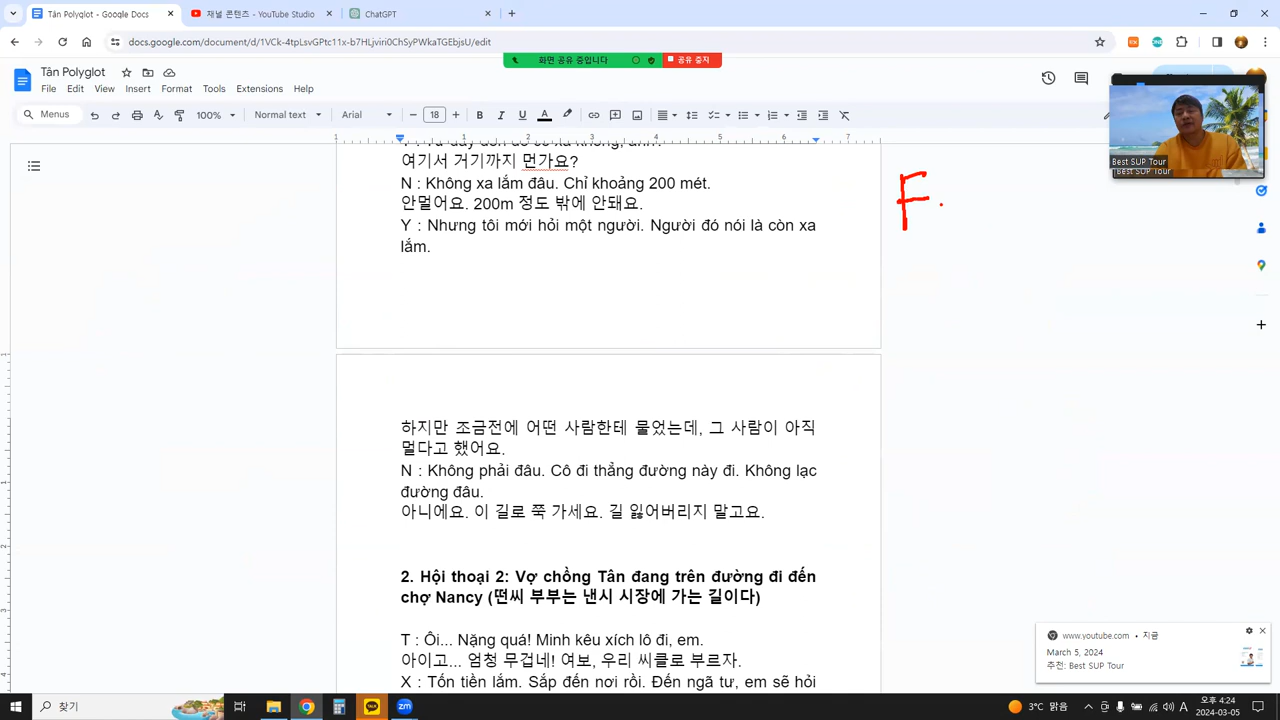 Tân Polyglot - Google Docs
재널 콘텐츠 - YouTube Studio
ChatGPT
docs.google.com/document/d/1VCk-4tpLsvGPtc11x-b7HLjviri0ChSyPWkaTGEbjsU/edit
화면 공유 중입니다
공유 중지
Tân Polyglot
File Edit View Insert Format Tools Extensions Help
Menus 100% Normal text Arial 18
1 1 2 3 4 5 6 7
Best SUP Tour
Best SUP Tour
여기서 거기까지 먼가요?
N : Không xa lắm đâu. Chỉ khoảng 200 mét.
안멀어요. 200m 정도 밖에 안돼요.
Y : Nhưng tôi mới hỏi một người. Người đó nói là còn xa
lắm.
F.
하지만 조금전에 어떤 사람한테 물었는데, 그 사람이 아직
멀다고 했어요.
N : Không phải đâu. Cô đi thẳng đường này đi. Không lạc
đường đâu.
아니에요. 이 길로 쭉 가세요. 길 잃어버리지 말고요.
2. Hội thoại 2: Vợ chồng Tân đang trên đường đi đến
chợ Nancy (떤씨 부부는 낸시 시장에 가는 길이다)
T : Ôi... Nặng quá! Minh kêu xích lô đi, em.
아이고... 엄청 무겁네! 여보, 우리 씨클로 부르자.
X : Tốn tiền lắm. Sắp đến nơi rồi. Đến ngã tư, em sẽ hỏi
www.youtube.com • 지금
March 5, 2024
추천: Best SUP Tour
찾기
3°C 맑음
A
오후 4:24
2024-03-05